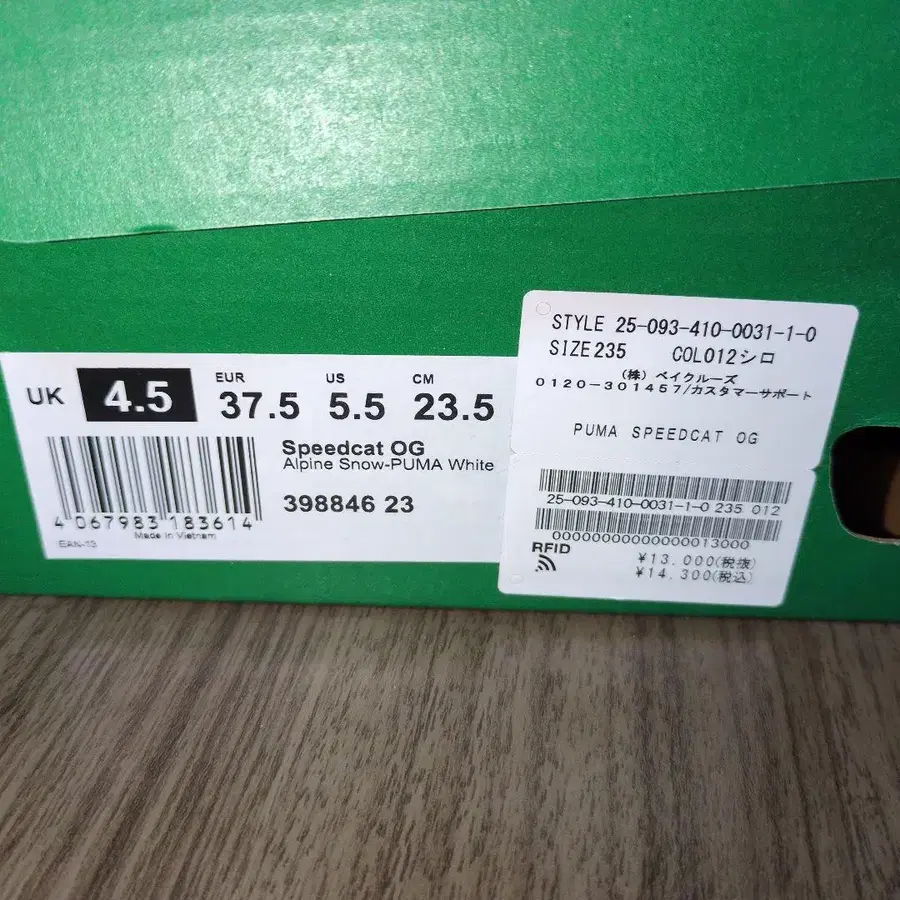 UK 4.5 EUR 37.5 US 5.5 CM 23.5
Speedcat OG
Alpine Snow-PUMA White
398846 23
4 067983 183614
Made in Vietnam
EAN-13
STYLE 25-093-410-0031-1-0
SIZE 235 COL012シロ
(株)ベイクルーズ
0120-301457/カスタマーサポート
PUMA SPEEDCAT OG
25-093-410-0031-1-0 235 012
00000000000000013000
RFID
¥13.000(税抜)
¥14.300(税込)